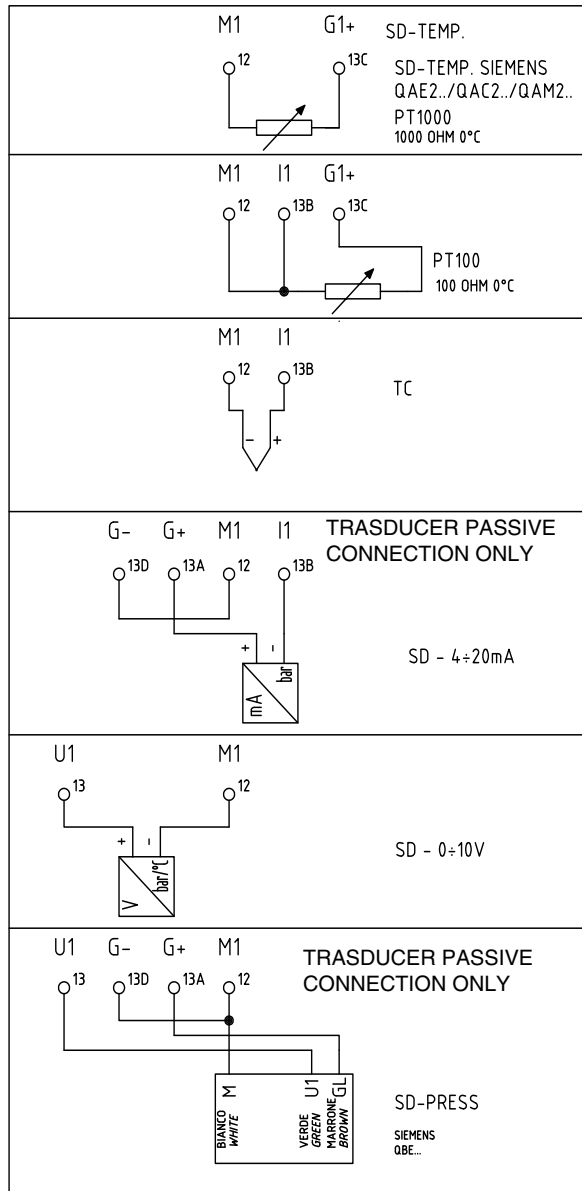 M1 G1+ SD-TEMP.
12 13C SD-TEMP. SIEMENS
QAE2../QAC2../QAM2..
PT1000
1000 OHM 0°C
M1 I1 G1+
12 13B 13C
PT100
100 OHM 0°C
M1 I1
12 13B
TC
- +
G- G+ M1 I1 TRASDUCER PASSIVE
CONNECTION ONLY
13D 13A 12 13B
+ -
SD - 4÷20mA
mA bar
U1 M1
13 12
+ -
SD - 0÷10V
V bar/°C
U1 G- G+ M1 TRASDUCER PASSIVE
CONNECTION ONLY
13 13D 13A 12
M U1 GL
BIANCO VERDE MARRONE
WHITE GREEN BROWN
SD-PRESS
SIEMENS
QBE...